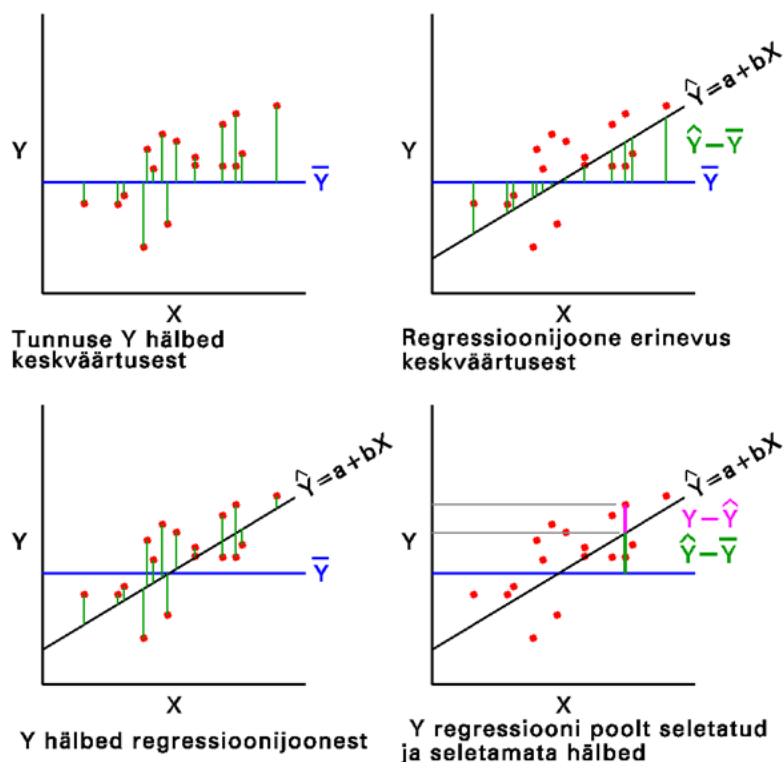 Ŷ=a+bX
Y
Y
Ŷ–Ȳ
Ȳ
Ȳ
X
X
Tunnuse Y hälbed
keskväärtusest
Regressioonijoone erinevus
keskväärtusest
Ŷ=a+bX
Ŷ=a+bX
Y–Ŷ
Y
Y
Ŷ–Ȳ
Ȳ
X
X
Y hälbed regressioonijoonest
Y regressiooni poolt seletatud
ja seletamata hälbed